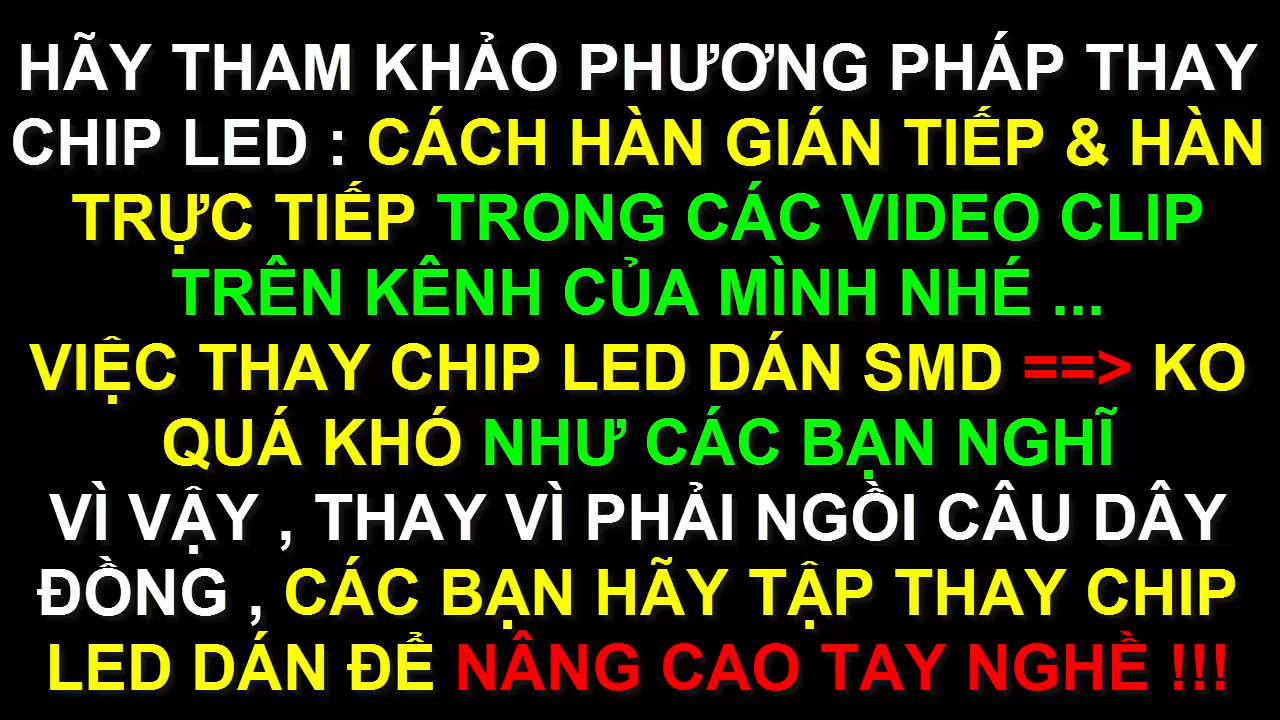 HÃY THAM KHẢO PHƯƠNG PHÁP THAY
CHIP LED : CÁCH HÀN GIÁN TIẾP & HÀN
TRỰC TIẾP TRONG CÁC VIDEO CLIP
TRÊN KÊNH CỦA MÌNH NHÉ ...
VIỆC THAY CHIP LED DÁN SMD ==> KO
QUÁ KHÓ NHƯ CÁC BẠN NGHĨ
VÌ VẬY , THAY VÌ PHẢI NGỒI CÂU DÂY
ĐỒNG , CÁC BẠN HÃY TẬP THAY CHIP
LED DÁN ĐỂ NÂNG CAO TAY NGHỀ !!!